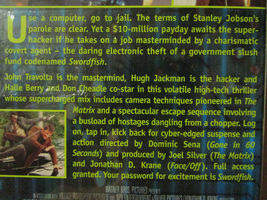 Use a computer, go to jail. The terms of Stanley Jobson's
parole are clear. Yet a $10-million payday awaits the super-
hacker if he takes on a job masterminded by a charismatic
covert agent – the daring electronic theft of a government slush
fund codenamed Swordfish.
John Travolta is the mastermind, Hugh Jackman is the hacker and
Halle Berry and Don Cheadle co-star in this volatile high-tech thriller
whose supercharged mix includes camera techniques pioneered in The
Matrix and a spectacular escape sequence involving
a busload of hostages dangling from a chopper. Log
on, tap in, kick back for cyber-edged suspense and
action directed by Dominic Sena (Gone in 60
Seconds) and produced by Joel Silver (The Matrix)
and Jonathan D. Krane (Face/Off). Full access
granted. Your password for excitement is Swordfish.
WARNER BROS. PICTURES